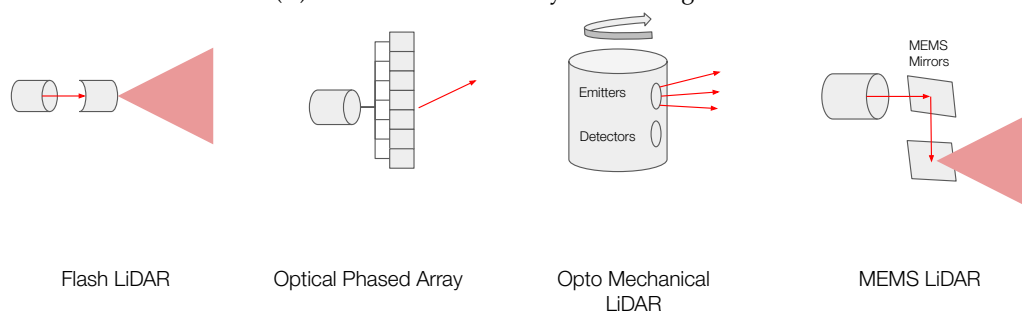 MEMS
Mirrors
Emitters
Detectors
Flash LiDAR
Optical Phased Array
Opto Mechanical
LiDAR
MEMS LiDAR